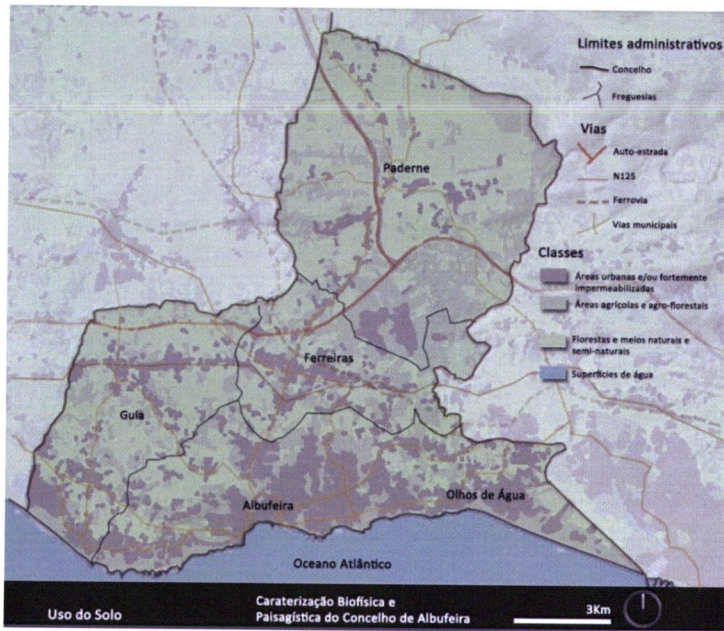 Limites administrativos
Concelho
Freguesias
Vias
Auto-estrada
N125
Ferrovia
Vias municipais
Classes
Áreas urbanas e/ou fortemente
impermeabilizadas
Áreas agrícolas e agro-florestais
Florestas e meios naturais e
semi-naturais
Superfícies de água
Paderne
Ferreiras
Guia
Albufeira
Olhos de Água
Oceano Atlântico
Uso do Solo
Caraterização Biofísica e
Paisagística do Concelho de Albufeira
3Km